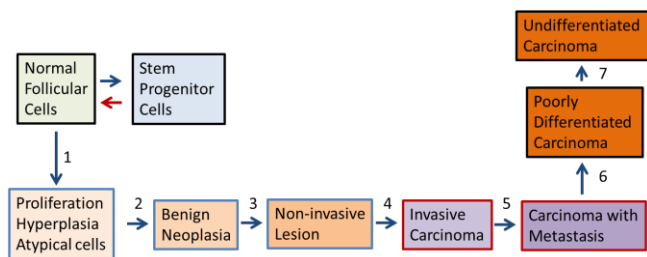 Undifferentiated
Carcinoma
7
Normal
Follicular
Cells
Stem
Progenitor
Cells
Poorly
Differentiated
Carcinoma
1
6
Proliferation
Hyperplasia
Atypical cells
2
Benign
Neoplasia
3
Non-invasive
Lesion
4
Invasive
Carcinoma
5
Carcinoma with
Metastasis